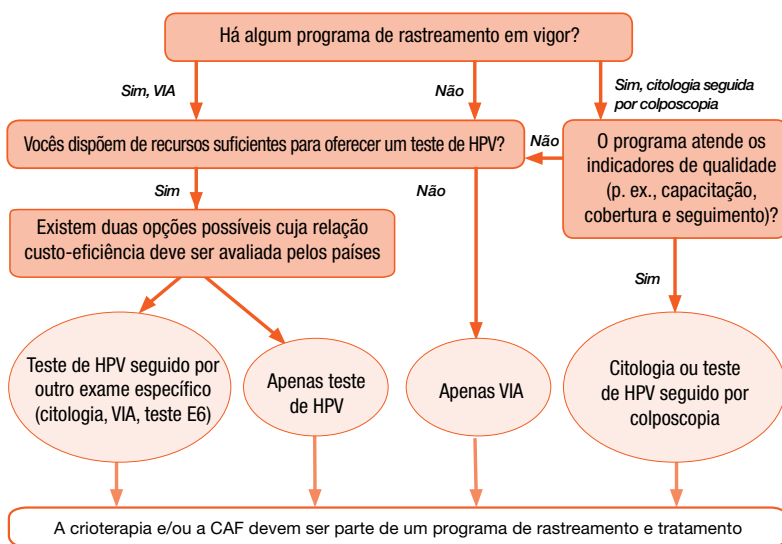 Há algum programa de rastreamento em vigor?
Sim, VIA
Não
Sim, citologia seguida
por colposcopia
Vocês dispõem de recursos suficientes para oferecer um teste de HPV?
Não
O programa atende os
indicadores de qualidade
(p. ex., capacitação,
cobertura e seguimento)?
Sim
Não
Existem duas opções possíveis cuja relação
custo-eficiência deve ser avaliada pelos países
Sim
Teste de HPV seguido por
outro exame específico
(citologia, VIA, teste E6)
Apenas teste
de HPV
Apenas VIA
Citologia ou teste
de HPV seguido por
colposcopia
A crioterapia e/ou a CAF devem ser parte de um programa de rastreamento e tratamento